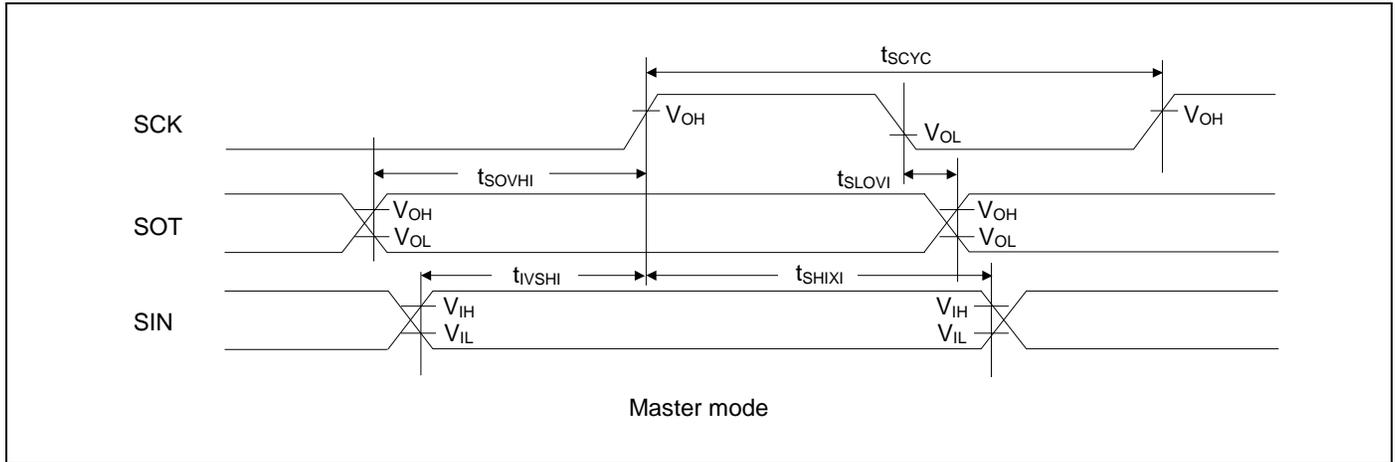 tSCYC
SCK
VOH
VOL
VOH
tSOVHI
tSLOVI
SOT
VOH
VOL
VOH
VOL
tIVSHI
tSHIXI
SIN
VIH
VIL
VIH
VIL
Master mode